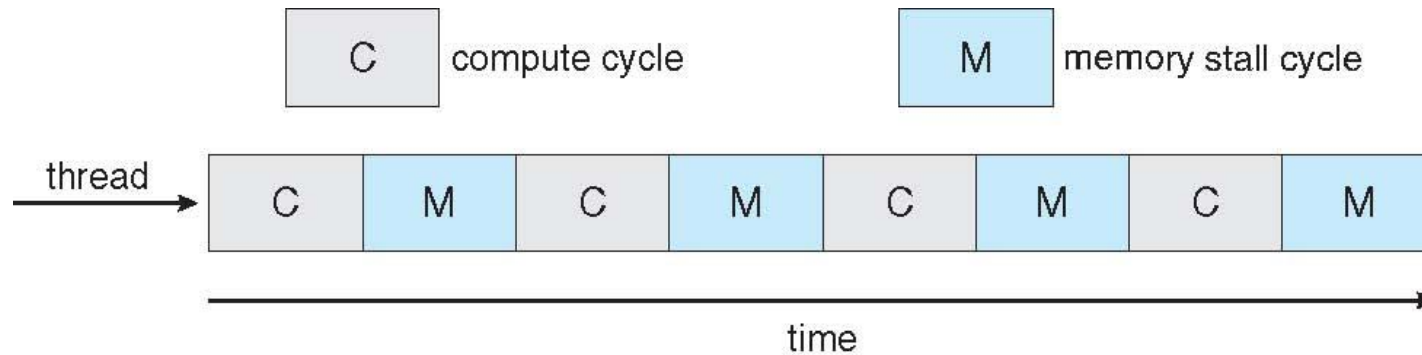 C compute cycle
M memory stall cycle
thread
C M C M C M C M
time